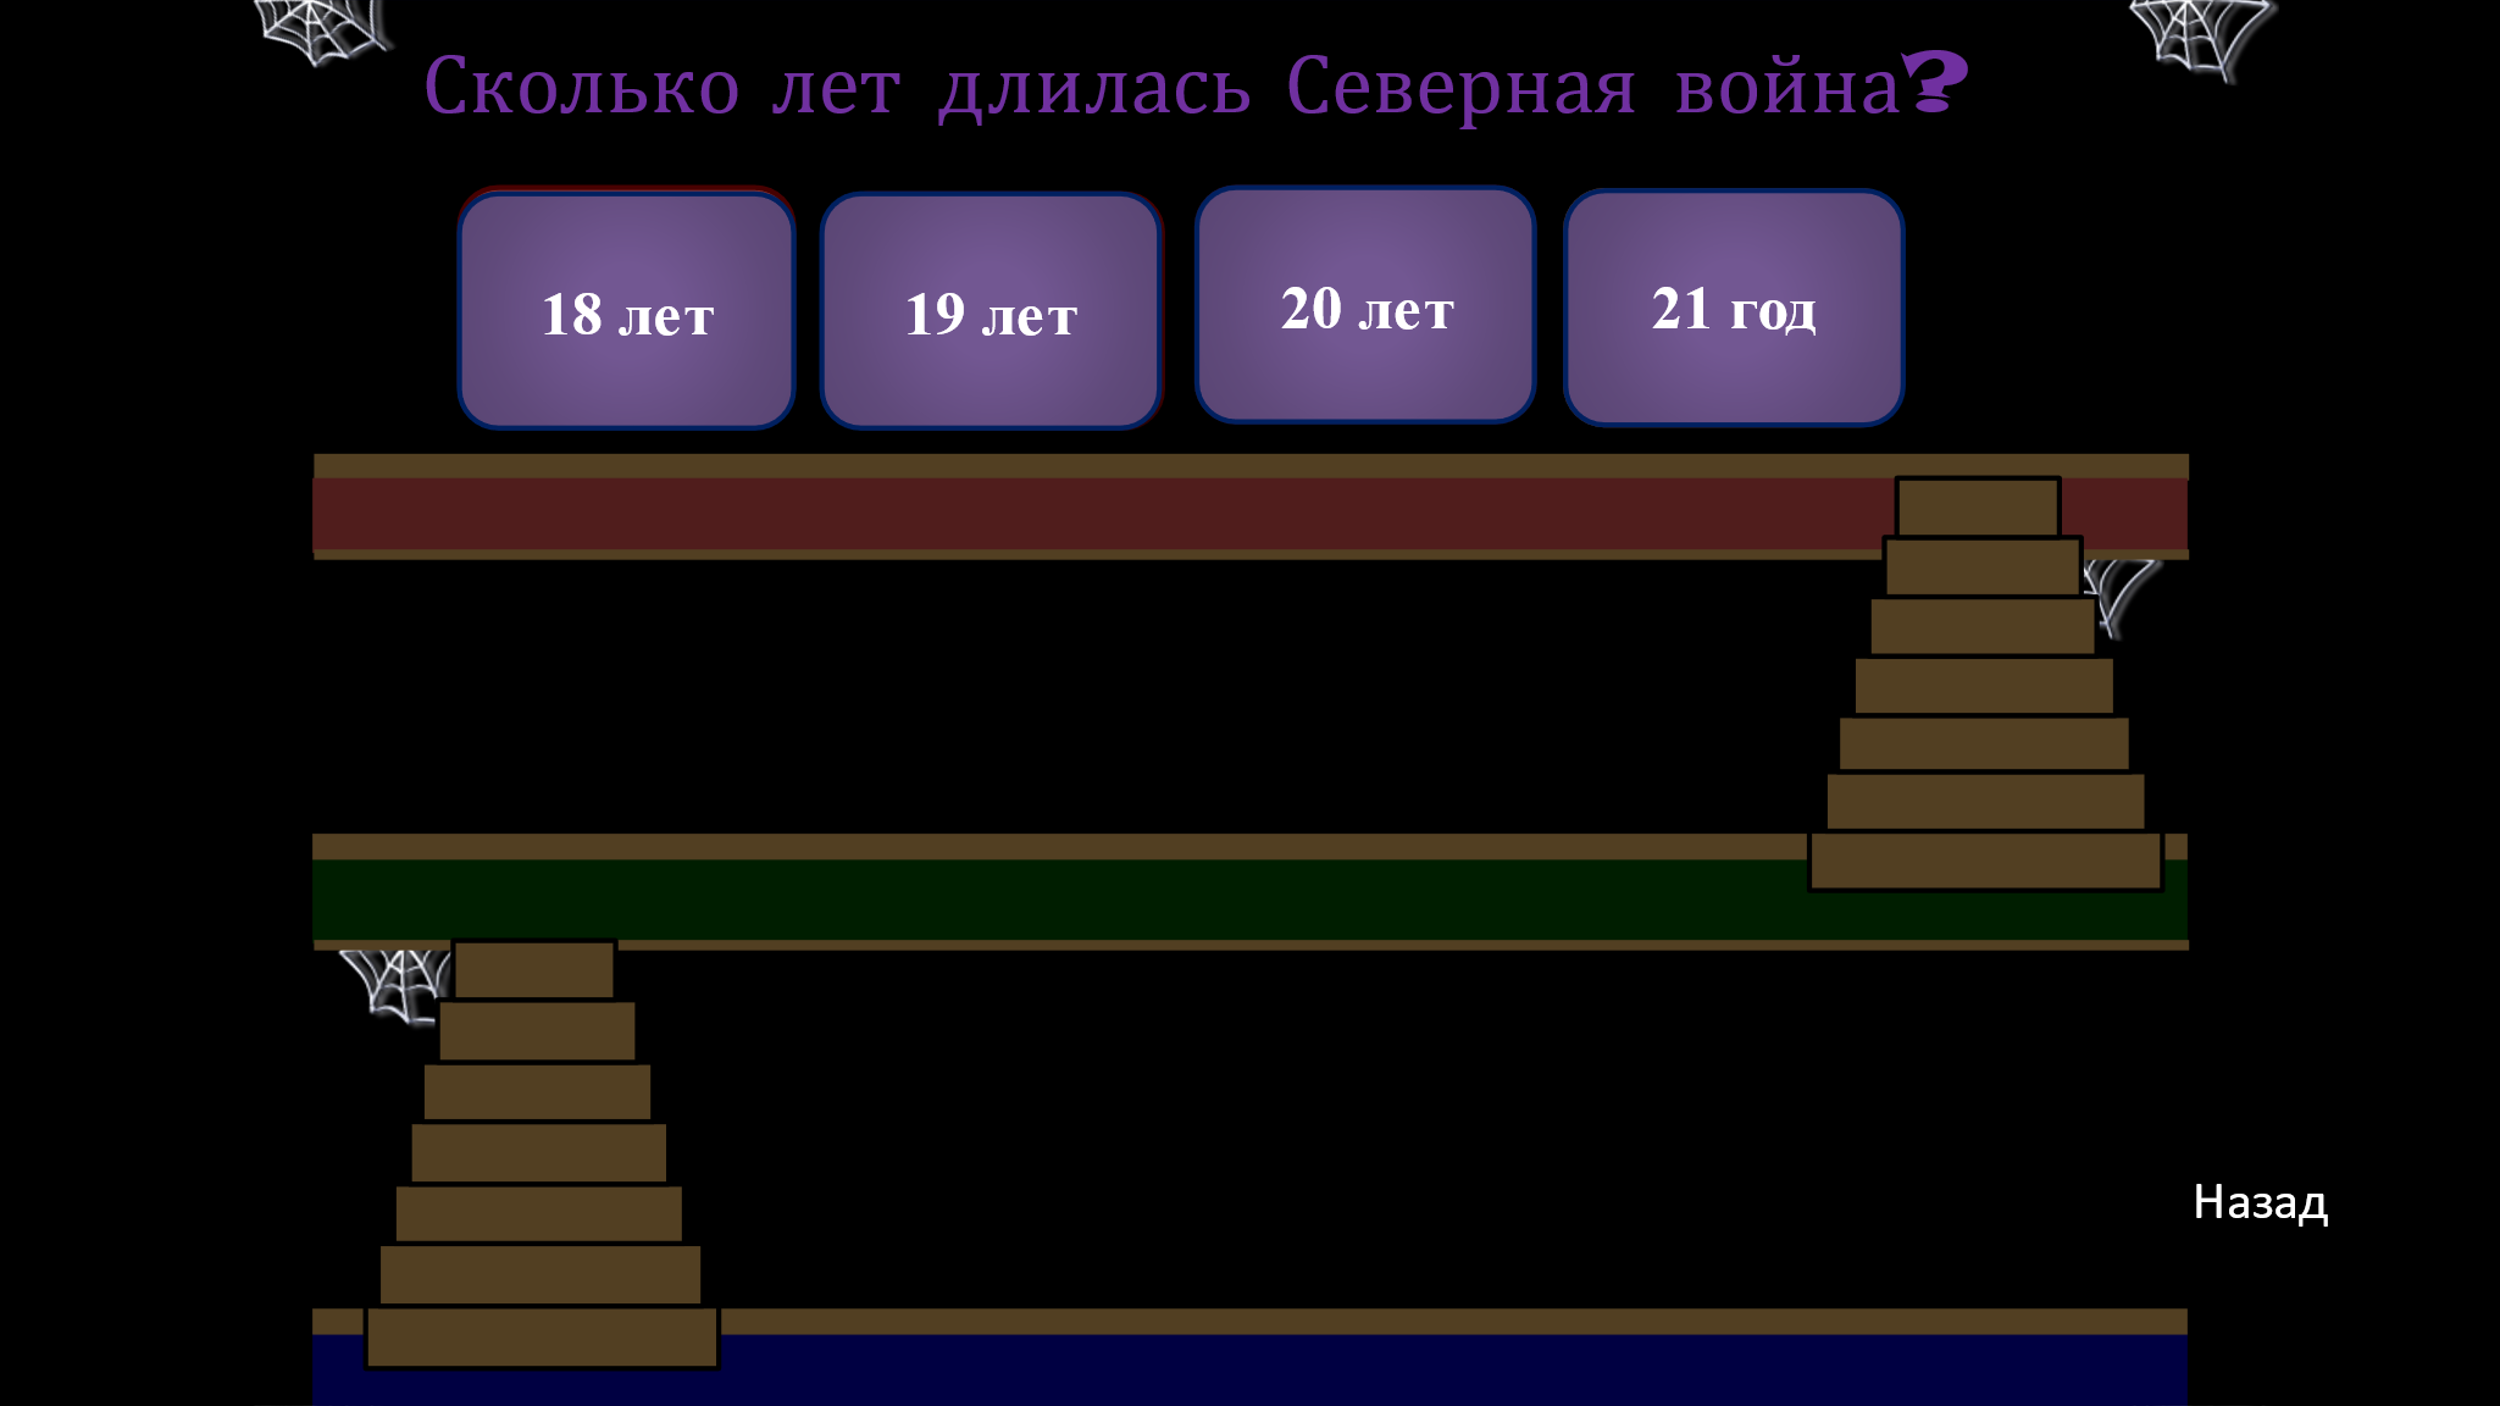 Сколько лет длилась Северная война?
18 лет
19 лет
20 лет
21 год
Назад